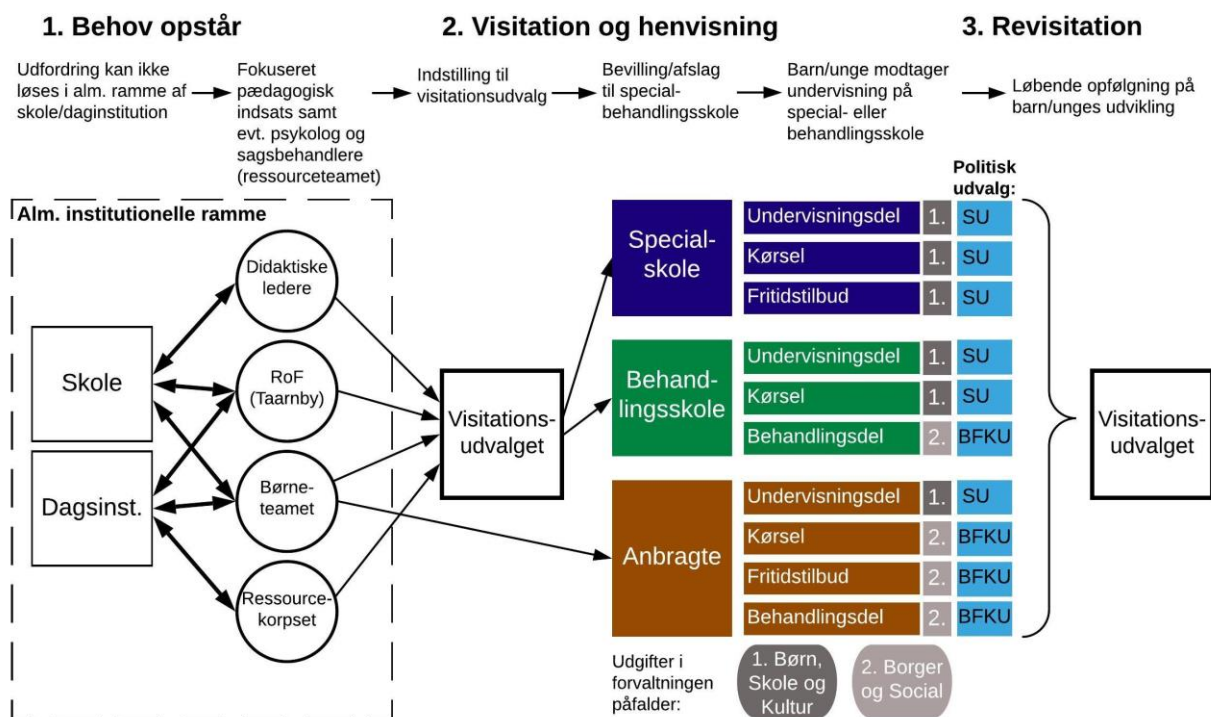 1. Behov opstår
2. Visitation og henvisning
3. Revisitation
Udfordring kan ikke
løses i alm. ramme af
skole/daginstitution
Fokuseret
pædagogisk
indsats samt
evt. psykolog og
sagsbehandlere
(ressourceteamet)
Indstilling til
visitationsudvalg
Bevilling/afslag
til special-
behandlingsskole
Barn/unge modtager
undervisning på
special- eller
behandlingsskole
Løbende opfølgning på
barn/unges udvikling
Alm. institutionelle ramme
Skole
Dagsinst.
Didaktiske
ledere
RoF
(Taarnby)
Børne-
teamet
Ressource-
korpset
Visitations-
udvalget
Politisk
udvalg:
Special-
skole
Undervisningsdel 1. SU
Kørsel 1. SU
Fritidstilbud 1. SU
Behand-
lingsskole
Undervisningsdel 1. SU
Kørsel 1. SU
Behandlingsdel 2. BFKU
Anbragte
Undervisningsdel 1. SU
Kørsel 2. BFKU
Fritidstilbud 2. BFKU
Behandlingsdel 2. BFKU
Visitations-
udvalget
Udgifter i
forvaltningen
påfalder:
1. Børn,
Skole og
Kultur
2. Borger
og Social